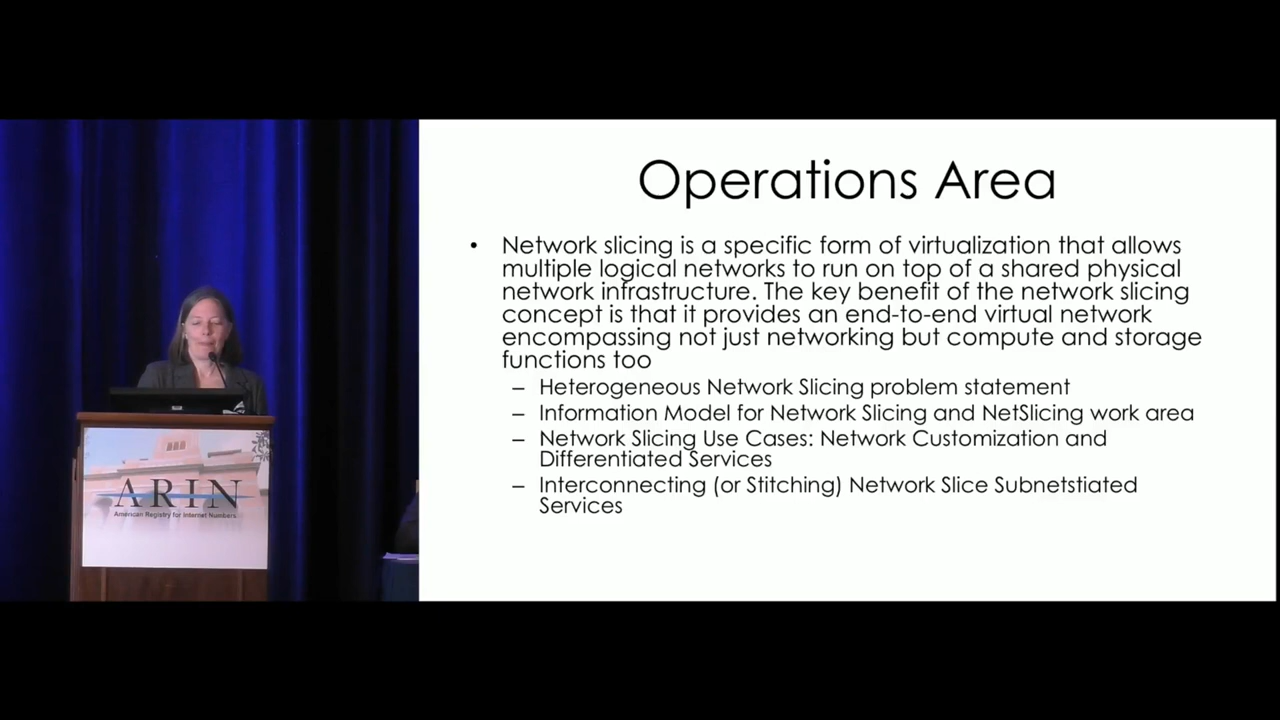 Operations Area
• Network slicing is a specific form of virtualization that allows
multiple logical networks to run on top of a shared physical
network infrastructure. The key benefit of the network slicing
concept is that it provides an end-to-end virtual network
encompassing not just networking but compute and storage
functions too
– Heterogeneous Network Slicing problem statement
– Information Model for Network Slicing and NetSlicing work area
– Network Slicing Use Cases: Network Customization and
Differentiated Services
– Interconnecting (or Stitching) Network Slice Subnetstiated
Services
ARIN
American Registry for Internet Numbers